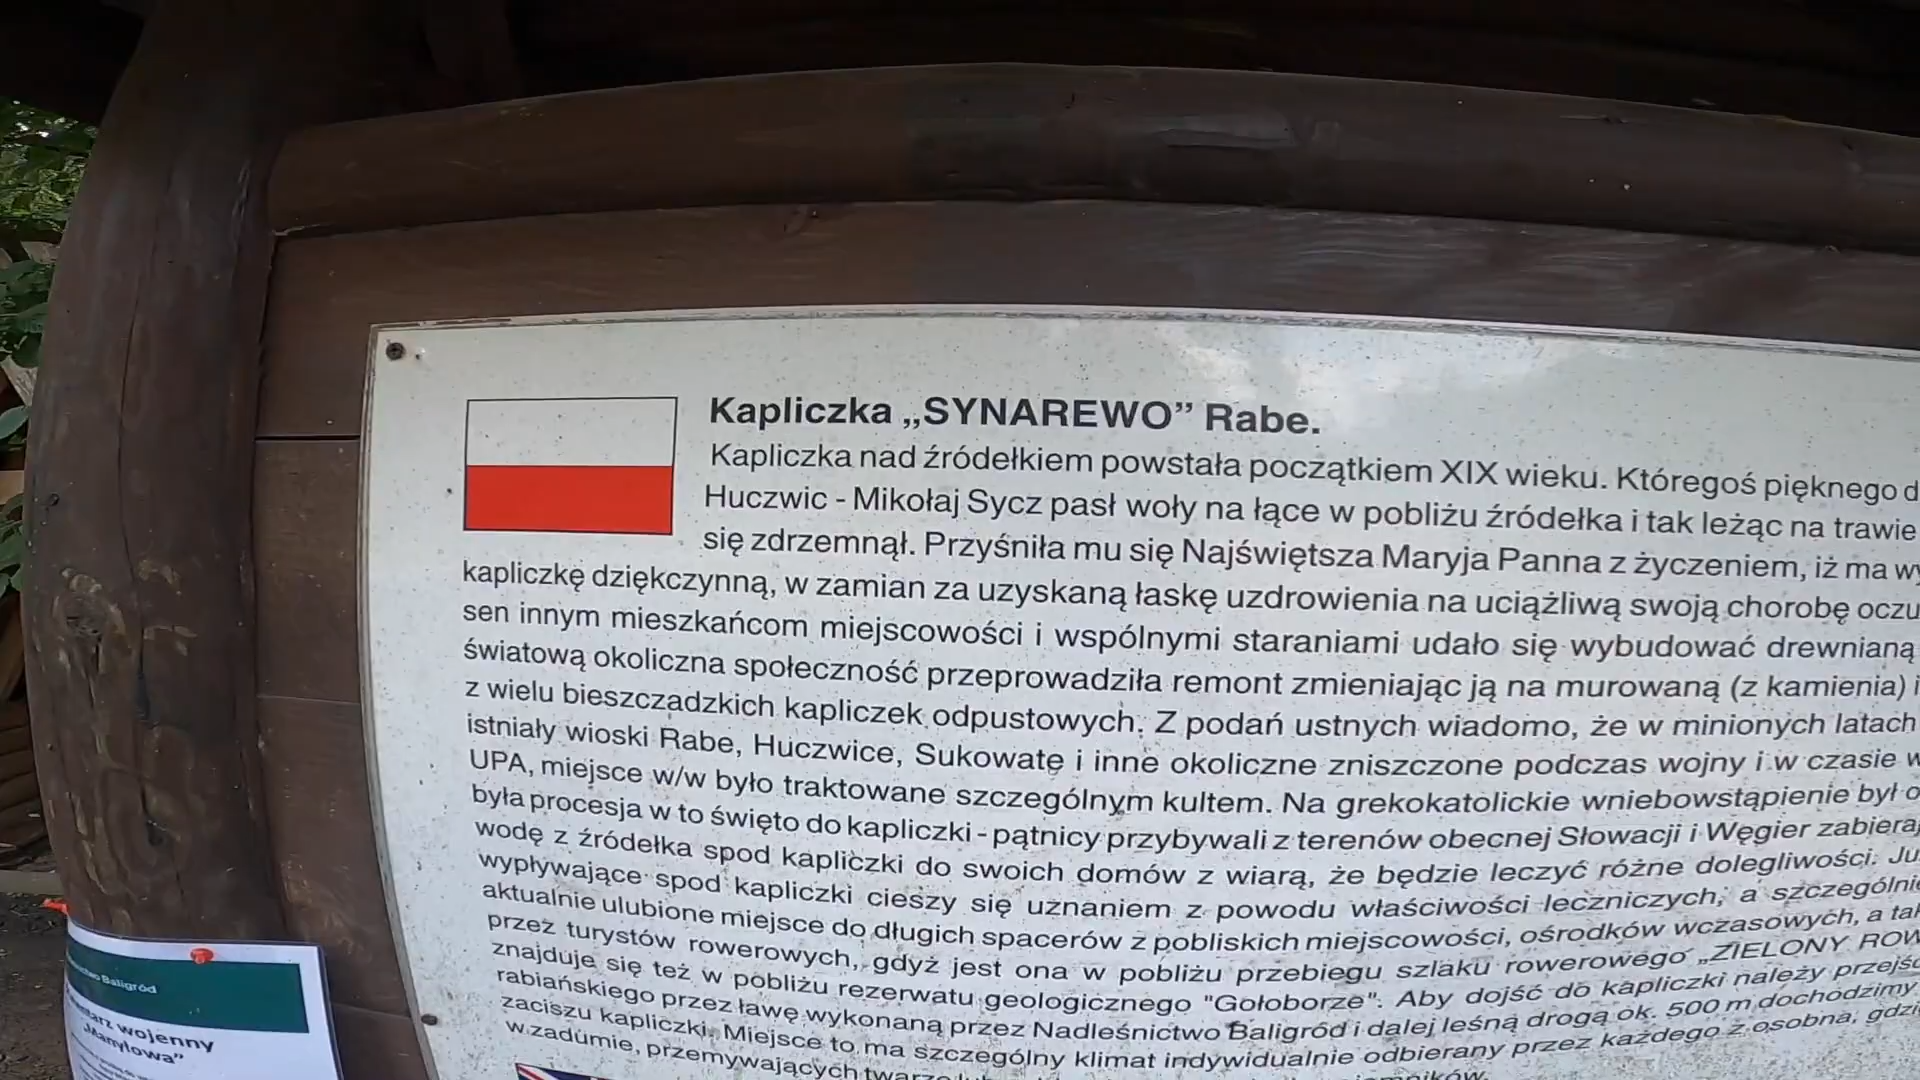 Kapliczka „SYNAREWO” Rabe.
Kapliczka nad źródełkiem powstała początkiem XIX wieku. Któregoś pięknego d
Huczwic - Mikołaj Sycz pasł woły na łące w pobliżu źródełka i tak leżąc na trawie
się zdrzemnął. Przyśniła mu się Najświętsza Maryja Panna z życzeniem, iż ma wy
kapliczkę dziękczynną, w zamian za uzyskaną łaskę uzdrowienia na uciążliwą swoją chorobę oczu
sen innym mieszkańcom miejscowości i wspólnymi staraniami udało się wybudować drewnianą
światową okoliczna społeczność przeprowadziła remont zmieniając ją na murowaną (z kamienia) i
z wielu bieszczadzkich kapliczek odpustowych. Z podań ustnych wiadomo, że w minionych latach
istniały wioski Rabe, Huczwice, Sukowate i inne okoliczne zniszczone podczas wojny i w czasie w
UPA, miejsce w/w było traktowane szczególnym kultem. Na grekokatolickie wniebowstąpienie był o
była procesja w to święto do kapliczki - pątnicy przybywali z terenów obecnej Słowacji i Węgier zabieraj
wodę z źródełka spod kapliczki do swoich domów z wiarą, że będzie leczyć różne dolegliwości. Ju
wypływające spod kapliczki cieszy się uznaniem z powodu właściwości leczniczych, a szczególnie
aktualnie ulubione miejsce do długich spacerów z pobliskich miejscowości, ośrodków wczasowych, a tak
przez turystów rowerowych, gdyż jest ona w pobliżu przebiegu szlaku rowerowego „ZIELONY ROW
znajduje się też w pobliżu rezerwatu geologicznego "Gołoborze". Aby dojść do kapliczki należy przejść
rabiańskiego przez ławę wykonaną przez Nadleśnictwo Baligród i dalej leśną drogą ok. 500 m dochodzimy
zaciszu kapliczki. Miejsce to ma szczególny klimat indywidualnie odbierany przez każdego z osobna, gdzi
w zadumie, przemywających
Baligród
wojenny